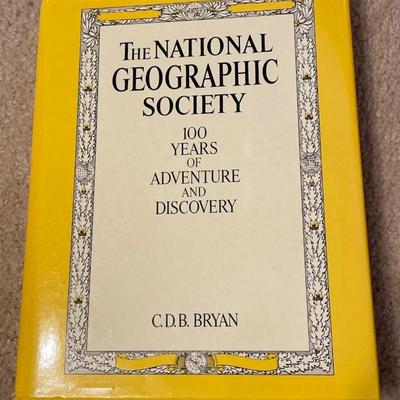 THE NATIONAL
GEOGRAPHIC
SOCIETY
100
YEARS
OF
ADVENTURE
AND
DISCOVERY
C.D.B. BRYAN